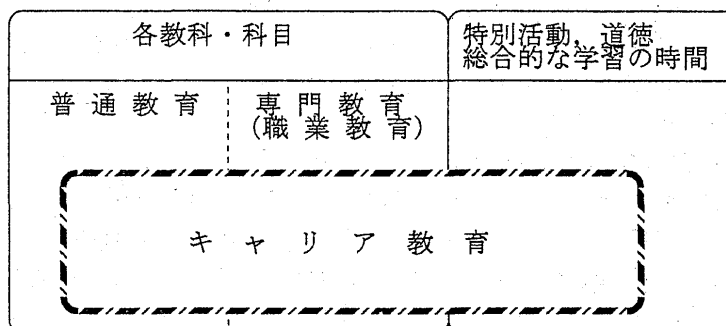 各教科・科目
特別活動，道徳
総合的な学習の時間
普通教育
専門教育
(職業教育)
キャリア教育